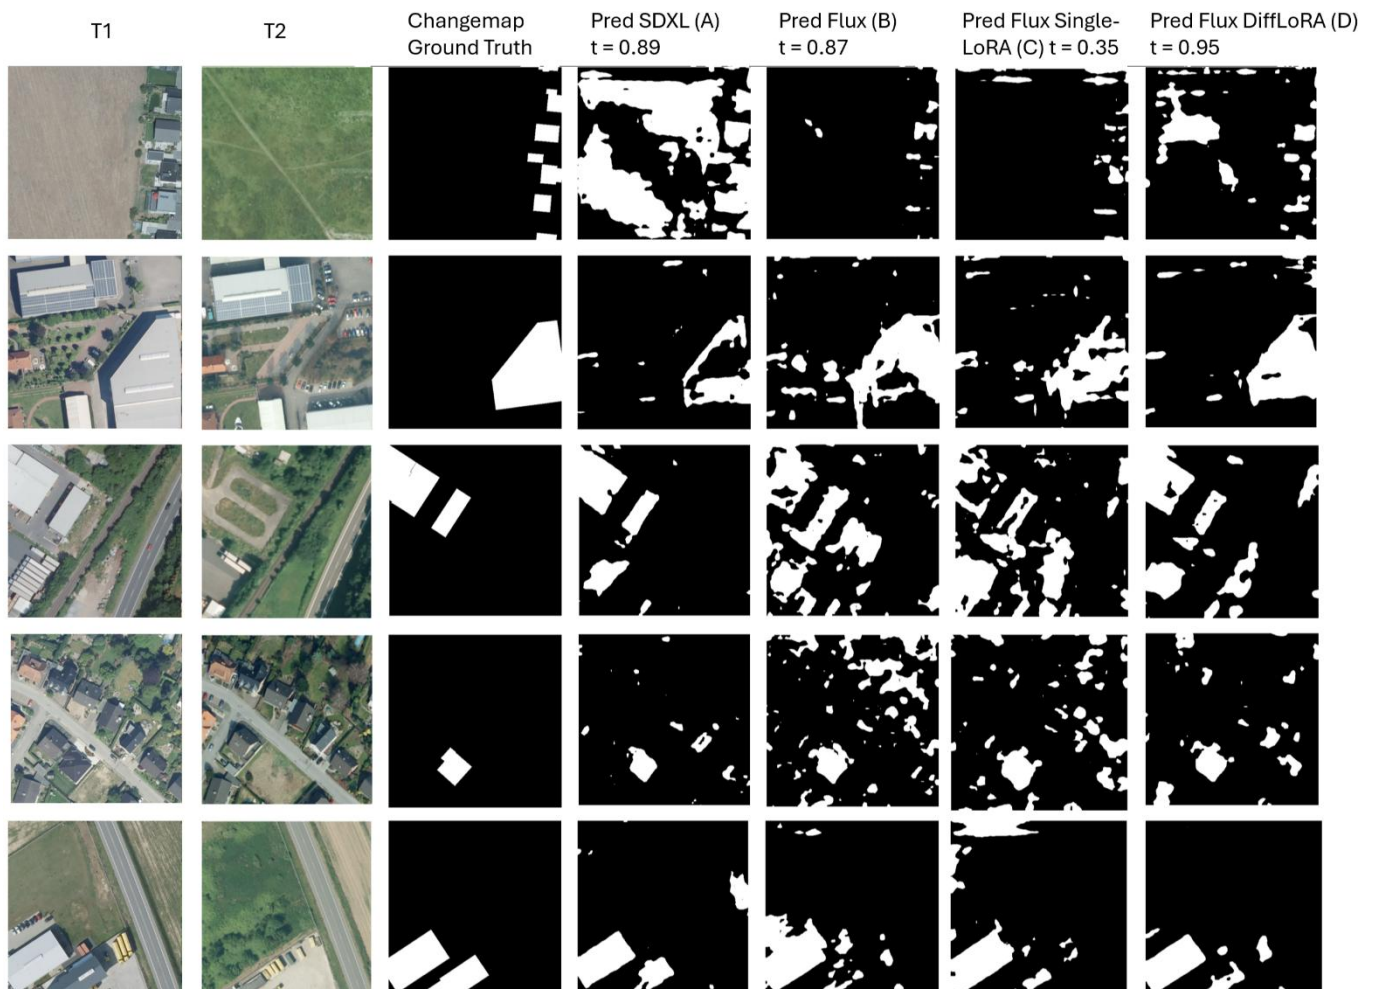 T1
T2
Changemap
Ground Truth
Pred SDXL (A)
t = 0.89
Pred Flux (B)
t = 0.87
Pred Flux Single-
LoRA (C) t = 0.35
Pred Flux DiffLoRA (D)
t = 0.95